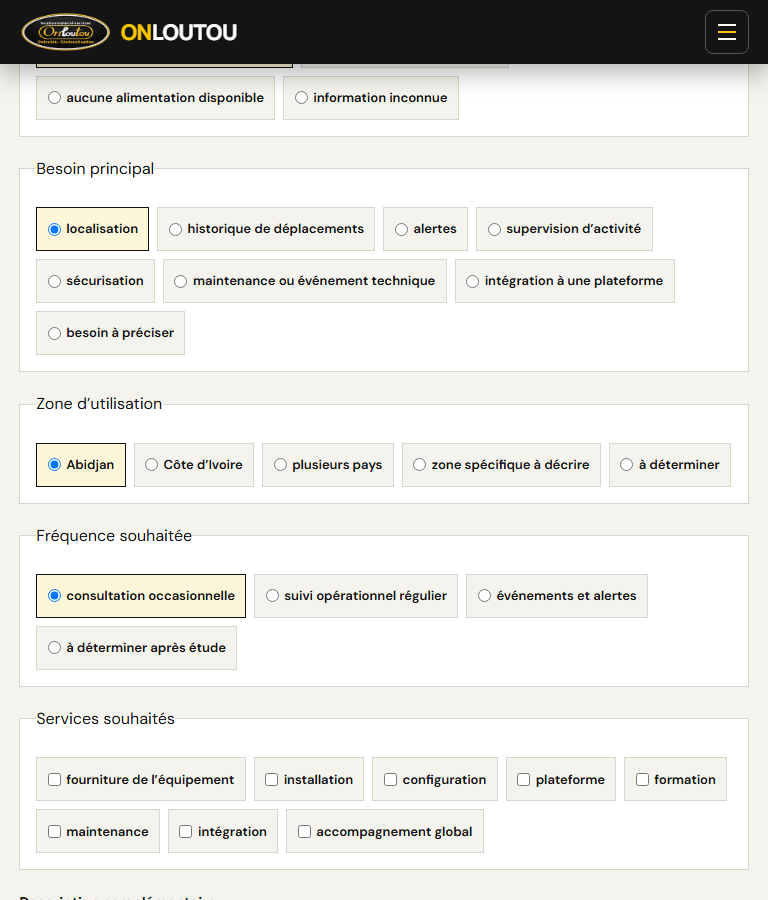 OnLoutou
ONLOUTOU
aucune alimentation disponible
information inconnue
Besoin principal
localisation
historique de déplacements
alertes
supervision d’activité
sécurisation
maintenance ou événement technique
intégration à une plateforme
besoin à préciser
Zone d’utilisation
Abidjan
Côte d’Ivoire
plusieurs pays
zone spécifique à décrire
à déterminer
Fréquence souhaitée
consultation occasionnelle
suivi opérationnel régulier
événements et alertes
à déterminer après étude
Services souhaités
fourniture de l’équipement
installation
configuration
plateforme
formation
maintenance
intégration
accompagnement global